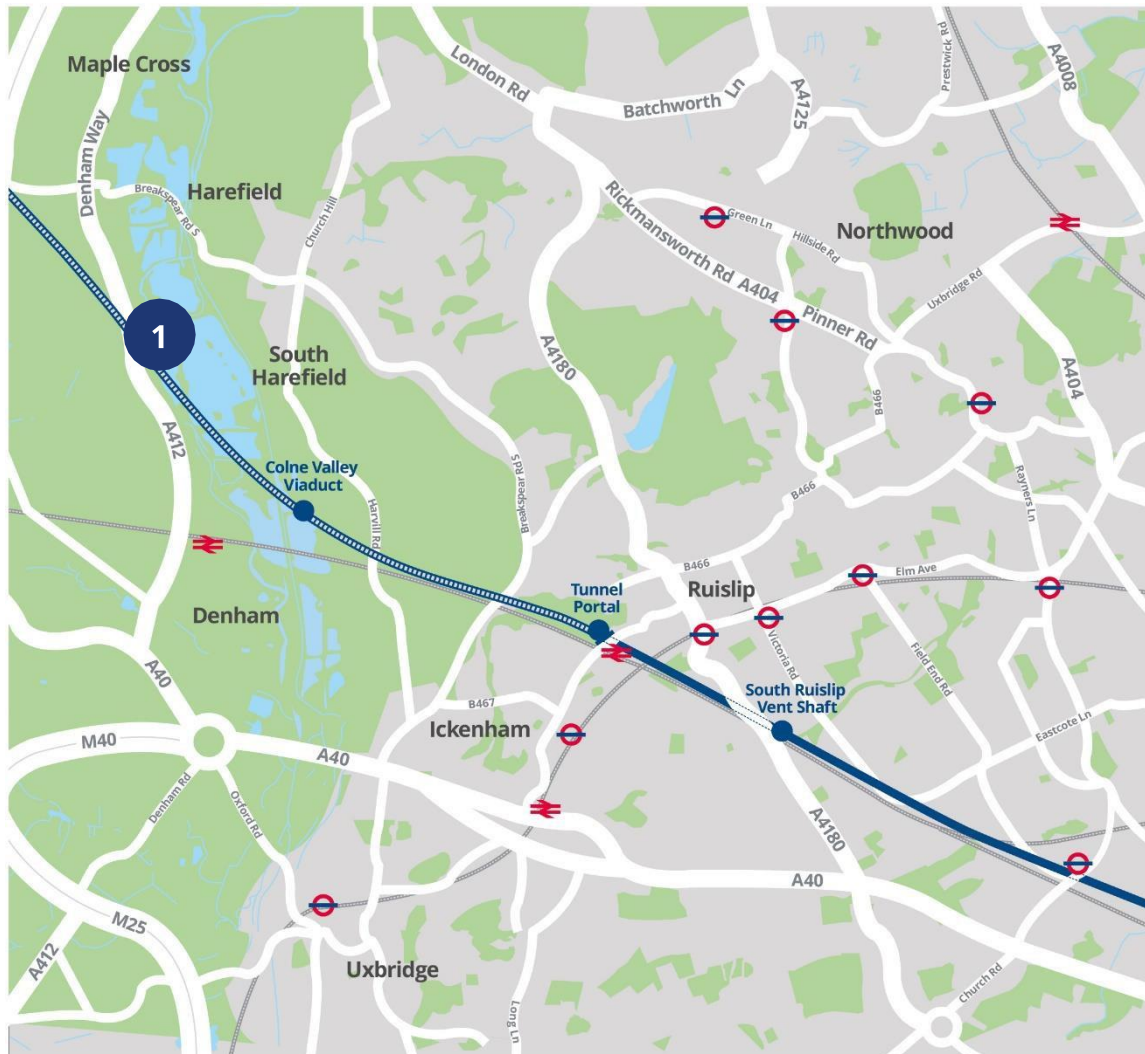 Maple Cross
London Rd
Batchworth Ln
A4125
Prestwick Rd
A4008
Denham Way
Harefield
Breakspear Rd S
Church Hill
Rickmansworth Rd A404
Green Ln
Hillside Rd
Northwood
Uxbridge Rd
Pinner Rd
1
South
Harefield
A4180
B466
A404
A412
Colne Valley
Viaduct
Harvill Rd
Breakspear Rd S
B466
Rayners Ln
B466
Elm Ave
Denham
Tunnel
Portal
Ruislip
Victoria Rd
Field End Rd
A40
B467
Ickenham
South Ruislip
Vent Shaft
Eastcote Ln
M40
A40
Denham Rd
Oxford Rd
A4180
A40
M25
A412
Uxbridge
Long Ln
Church Rd